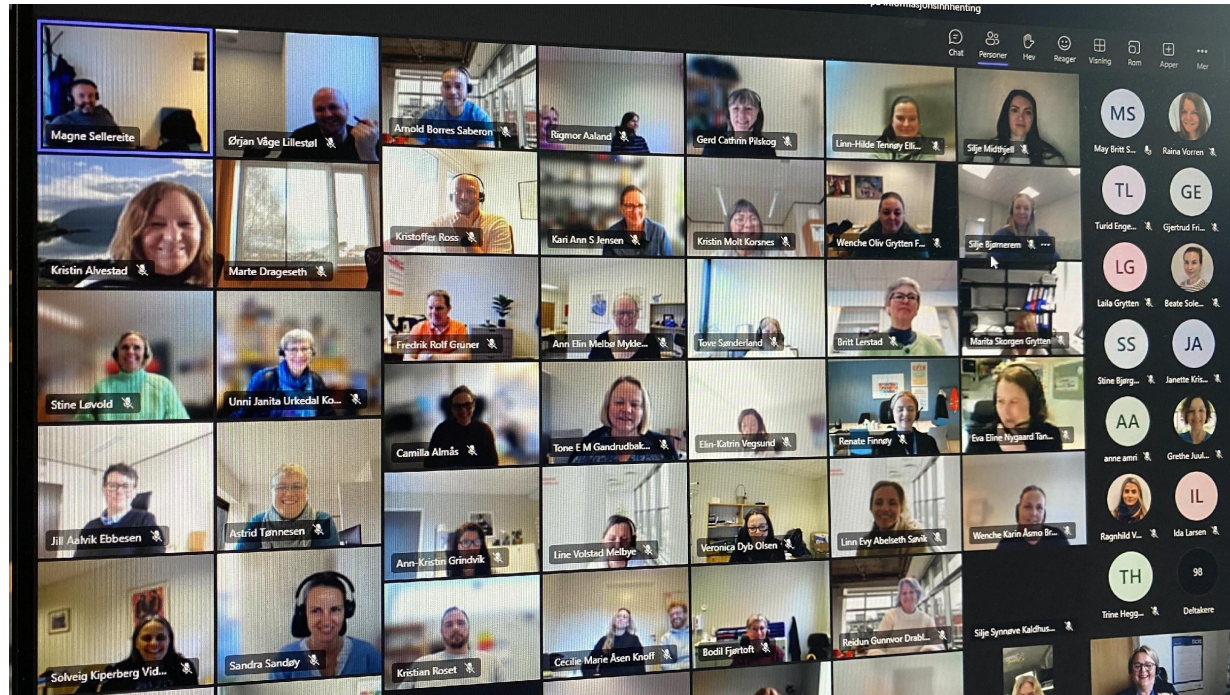 på informasjonsinnhenting
Chat
Personer
Hev
Reager
Visning
Rom
Apper
Mer
Magne Sellereite
Ørjan Våge Lillestøl
Arnold Borres Saberon
Rigmor Aaland
Gerd Cathrin Pilskog
Linn-Hilde Tennøy Elli...
Silje Midthjell
MS
May Britt S...
Raina Vorren
Kristin Alvestad
Marte Drageseth
Kristoffer Ross
Kari Ann S Jensen
Kristin Molt Korsnes
Wenche Oliv Grytten F...
Silje Bjørnerem
TL
Turid Enge...
GE
Gjertrud Fri...
Stine Løvold
Unni Janita Urkedal Ko...
Fredrik Rolf Grüner
Ann Elin Melbø Mykle...
Tove Sønderland
Britt Lerstad
Marita Skorgen Grytten
LG
Laila Grytten
Beate Sole...
SS
Stine Bjørg...
JA
Janette Kris...
Jill Aalvik Ebbesen
Astrid Tønnesen
Camilla Almås
Tone E M Gandrudbak...
Elin-Katrin Vegsund
Renate Finnøy
Eva Eline Nygaard Tan...
AA
anne amri
Grethe Juul...
Ann-Kristin Grindvik
Line Volstad Melbye
Veronica Dyb Olsen
Linn Evy Abelseth Søvik
Wenche Karin Åsmo Br...
Ragnhild V...
IL
Ida Larsen
Solveig Kiperberg Vid...
Sandra Sandøy
Kristian Roset
Cecilie Marie Åsen Knoff
Bodil Fjørtoft
Reidun Gunnvor Drabl...
Silje Synnøve Kaldhus...
TH
Trine Hegg...
98
Deltakere